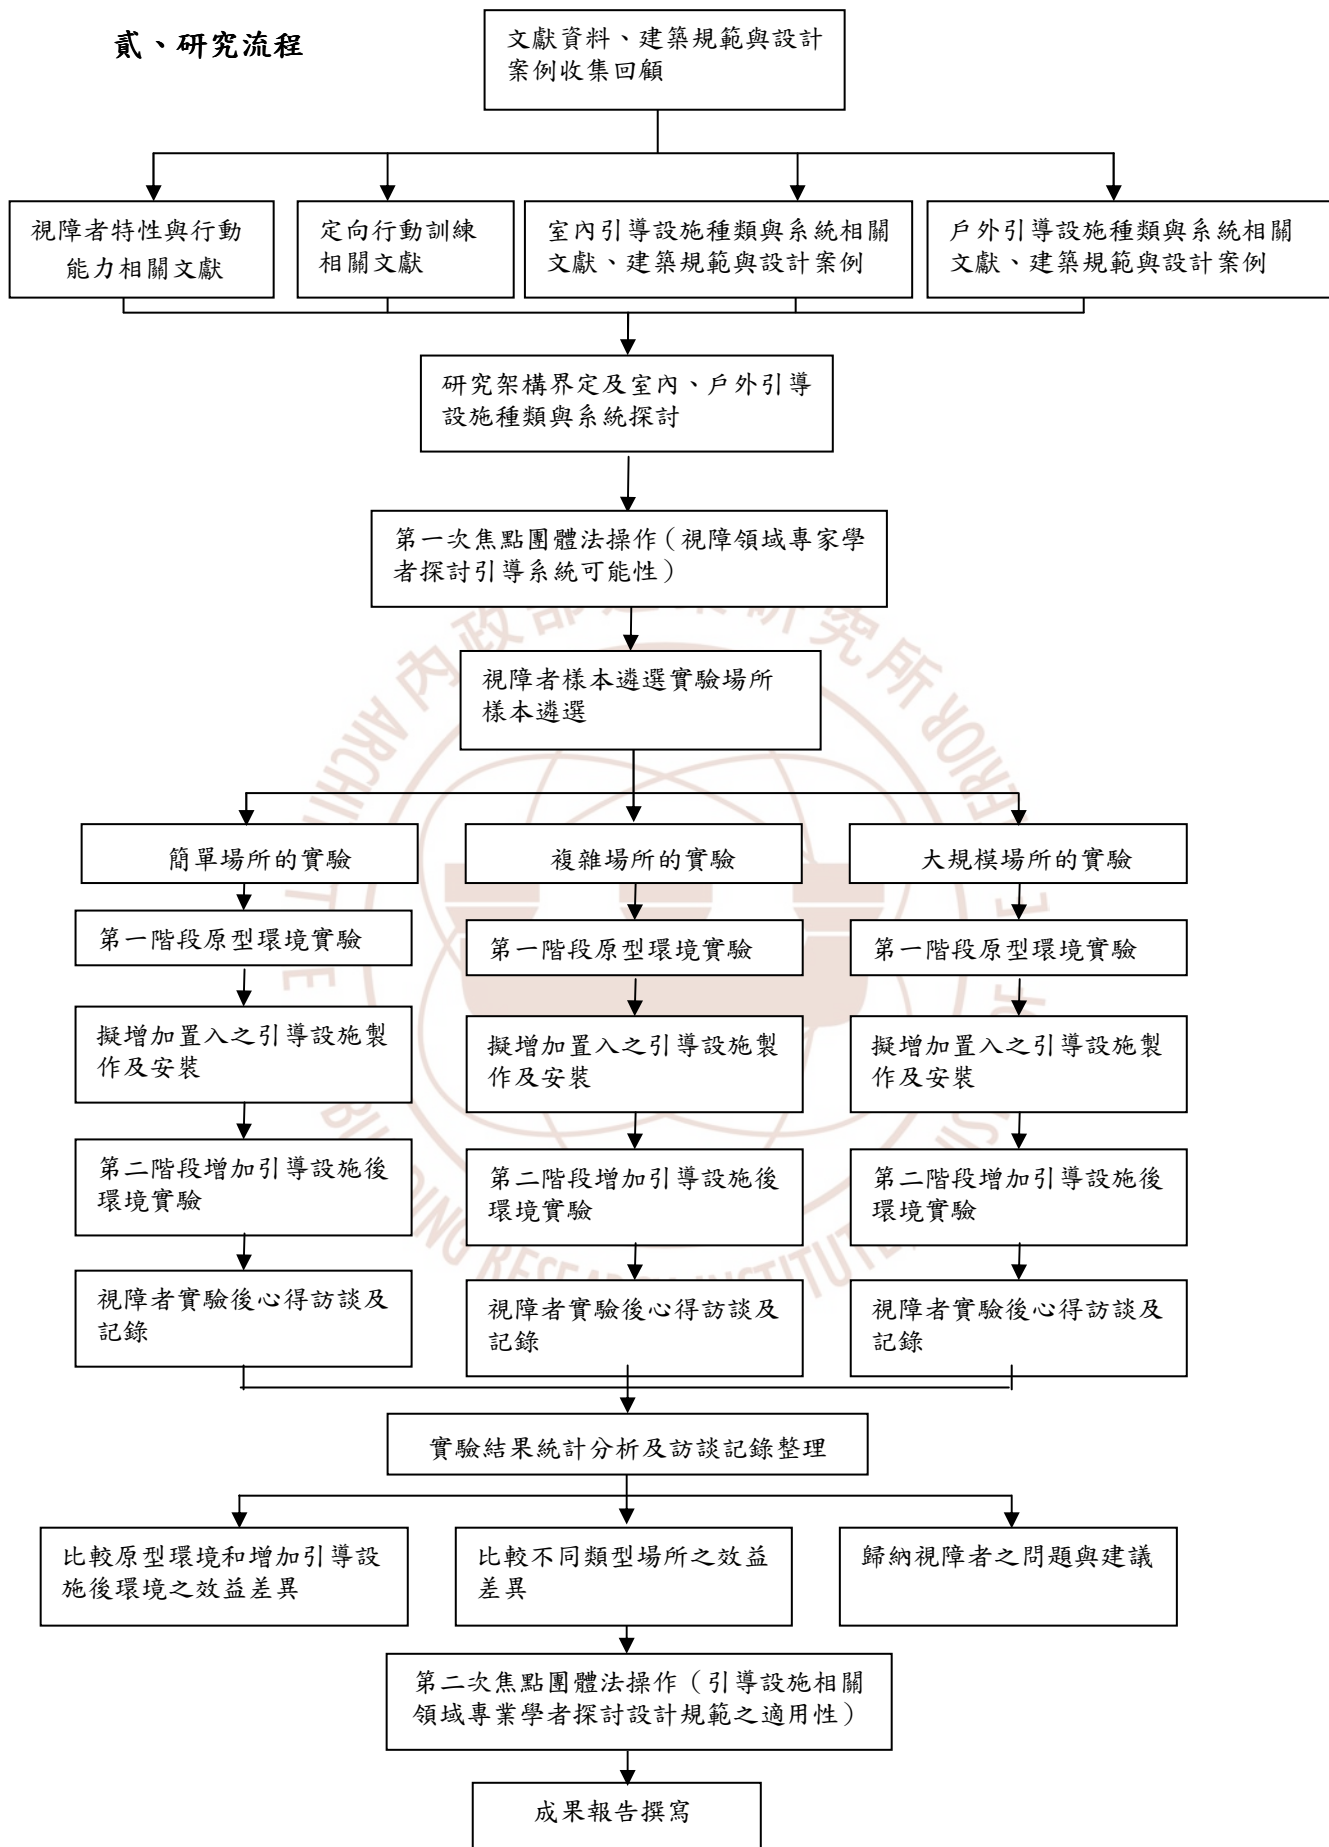 貳、研究流程
文獻資料、建築規範與設計
案例收集回顧
視障者特性與行動
能力相關文獻
定向行動訓練
相關文獻
室內引導設施種類與系統相關
文獻、建築規範與設計案例
戶外引導設施種類與系統相關
文獻、建築規範與設計案例
研究架構界定及室內、戶外引導
設施種類與系統探討
第一次焦點團體法操作（視障領域專家學
者探討引導系統可能性）
視障者樣本遴選實驗場所
樣本遴選
簡單場所的實驗
複雜場所的實驗
大規模場所的實驗
第一階段原型環境實驗
第一階段原型環境實驗
第一階段原型環境實驗
擬增加置入之引導設施製
作及安裝
擬增加置入之引導設施製
作及安裝
擬增加置入之引導設施製
作及安裝
第二階段增加引導設施後
環境實驗
第二階段增加引導設施後
環境實驗
第二階段增加引導設施後
環境實驗
視障者實驗後心得訪談及
記錄
視障者實驗後心得訪談及
記錄
視障者實驗後心得訪談及
記錄
實驗結果統計分析及訪談記錄整理
比較原型環境和增加引導設
施後環境之效益差異
比較不同類型場所之效益
差異
歸納視障者之問題與建議
第二次焦點團體法操作（引導設施相關
領域專業學者探討設計規範之適用性）
成果報告撰寫